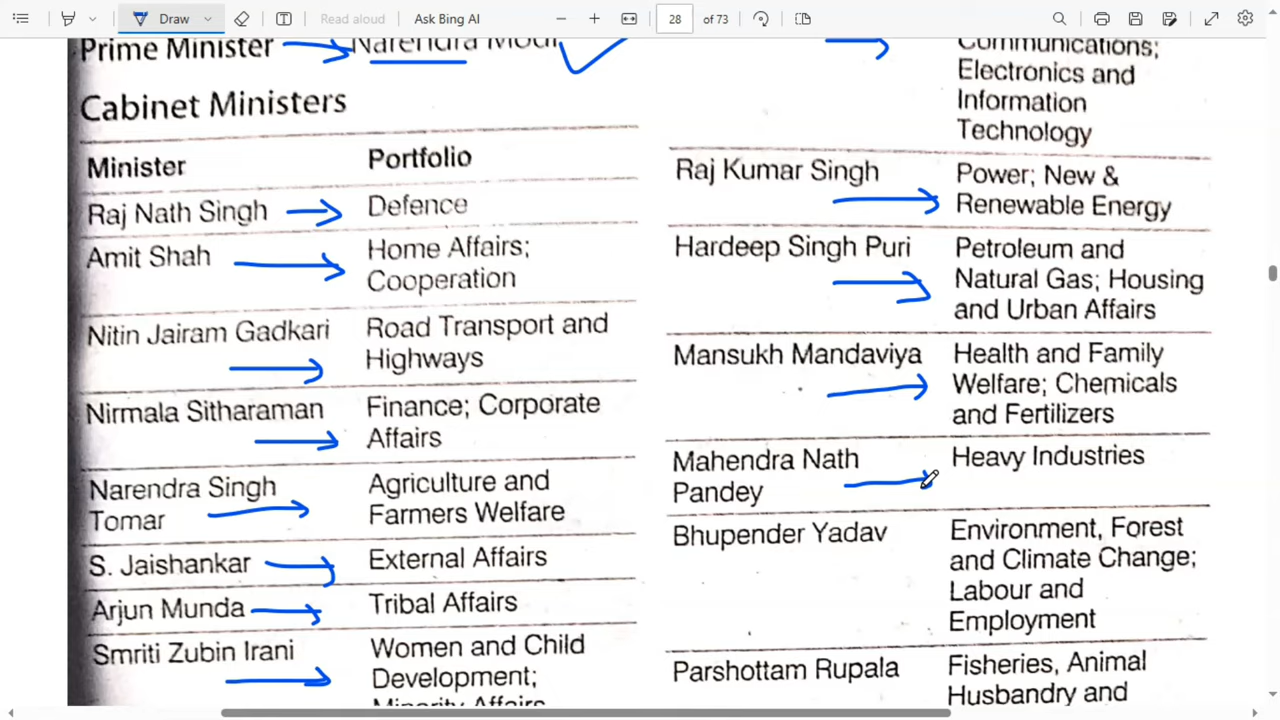 Draw
Read aloud
Ask Bing AI
28
of 73
Prime Minister
Narendra Modi
Cabinet Ministers
Minister
Portfolio
Raj Nath Singh
Defence
Amit Shah
Home Affairs;
Cooperation
Nitin Jairam Gadkari
Road Transport and
Highways
Nirmala Sitharaman
Finance; Corporate
Affairs
Narendra Singh
Tomar
Agriculture and
Farmers Welfare
S. Jaishankar
External Affairs
Arjun Munda
Tribal Affairs
Smriti Zubin Irani
Women and Child
Development;
Minority Affairs
Communications;
Electronics and
Information
Technology
Raj Kumar Singh
Power; New &
Renewable Energy
Hardeep Singh Puri
Petroleum and
Natural Gas; Housing
and Urban Affairs
Mansukh Mandaviya
Health and Family
Welfare; Chemicals
and Fertilizers
Mahendra Nath
Pandey
Heavy Industries
Bhupender Yadav
Environment, Forest
and Climate Change;
Labour and
Employment
Parshottam Rupala
Fisheries, Animal
Husbandry and